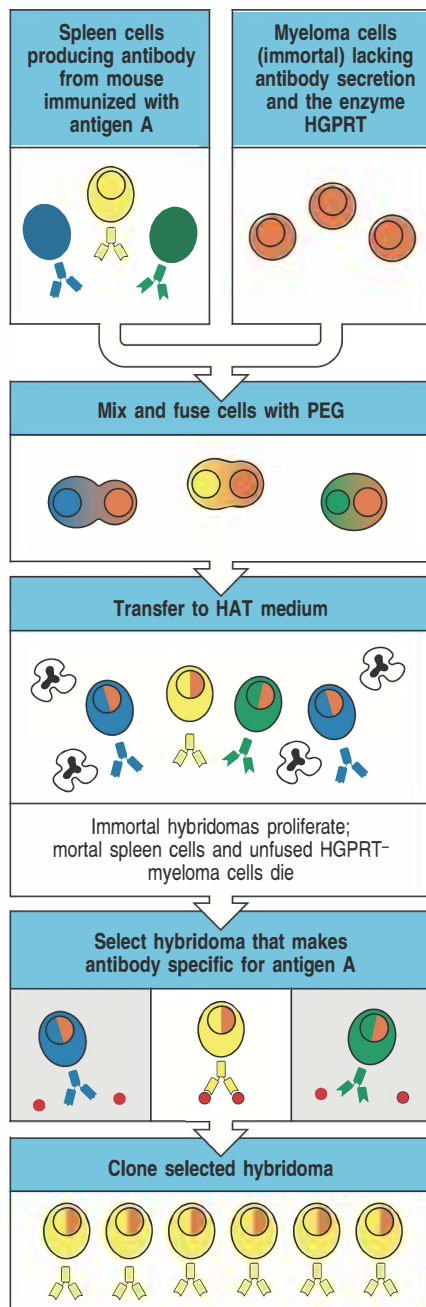 Spleen cells
producing antibody
from mouse
immunized with
antigen A
Myeloma cells
(immortal) lacking
antibody secretion
and the enzyme
HGPRT
Mix and fuse cells with PEG
Transfer to HAT medium
Immortal hybridomas proliferate;
mortal spleen cells and unfused HGPRT⁻
myeloma cells die
Select hybridoma that makes
antibody specific for antigen A
Clone selected hybridoma